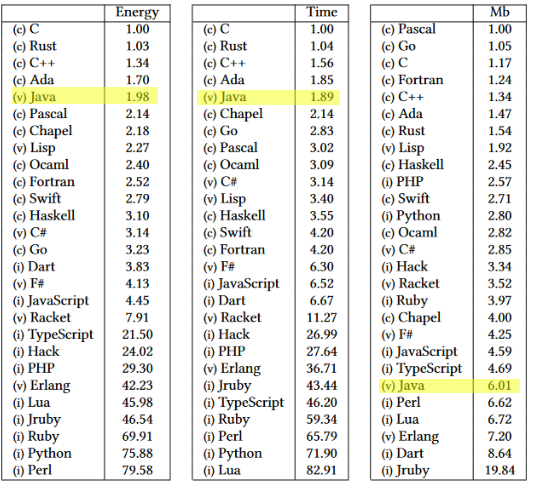 Energy
(c) C 1.00
(c) Rust 1.03
(c) C++ 1.34
(c) Ada 1.70
(v) Java 1.98
(c) Pascal 2.14
(c) Chapel 2.18
(v) Lisp 2.27
(c) Ocaml 2.40
(c) Fortran 2.52
(c) Swift 2.79
(c) Haskell 3.10
(v) C# 3.14
(c) Go 3.23
(i) Dart 3.83
(v) F# 4.13
(i) JavaScript 4.45
(v) Racket 7.91
(i) TypeScript 21.50
(i) Hack 24.02
(i) PHP 29.30
(v) Erlang 42.23
(i) Lua 45.98
(i) Jruby 46.54
(i) Ruby 69.91
(i) Python 75.88
(i) Perl 79.58
Time
(c) C 1.00
(c) Rust 1.04
(c) C++ 1.56
(c) Ada 1.85
(v) Java 1.89
(c) Chapel 2.14
(c) Go 2.83
(c) Pascal 3.02
(c) Ocaml 3.09
(v) C# 3.14
(v) Lisp 3.40
(c) Haskell 3.55
(c) Swift 4.20
(c) Fortran 4.20
(v) F# 6.30
(i) JavaScript 6.52
(i) Dart 6.67
(v) Racket 11.27
(i) Hack 26.99
(i) PHP 27.64
(v) Erlang 36.71
(i) Jruby 43.44
(i) TypeScript 46.20
(i) Ruby 59.34
(i) Perl 65.79
(i) Python 71.90
(i) Lua 82.91
Mb
(c) Pascal 1.00
(c) Go 1.05
(c) C 1.17
(c) Fortran 1.24
(c) C++ 1.34
(c) Ada 1.47
(c) Rust 1.54
(v) Lisp 1.92
(c) Haskell 2.45
(i) PHP 2.57
(c) Swift 2.71
(i) Python 2.80
(c) Ocaml 2.82
(v) C# 2.85
(i) Hack 3.34
(v) Racket 3.52
(i) Ruby 3.97
(c) Chapel 4.00
(v) F# 4.25
(i) JavaScript 4.59
(i) TypeScript 4.69
(v) Java 6.01
(i) Perl 6.62
(i) Lua 6.72
(v) Erlang 7.20
(i) Dart 8.64
(i) Jruby 19.84